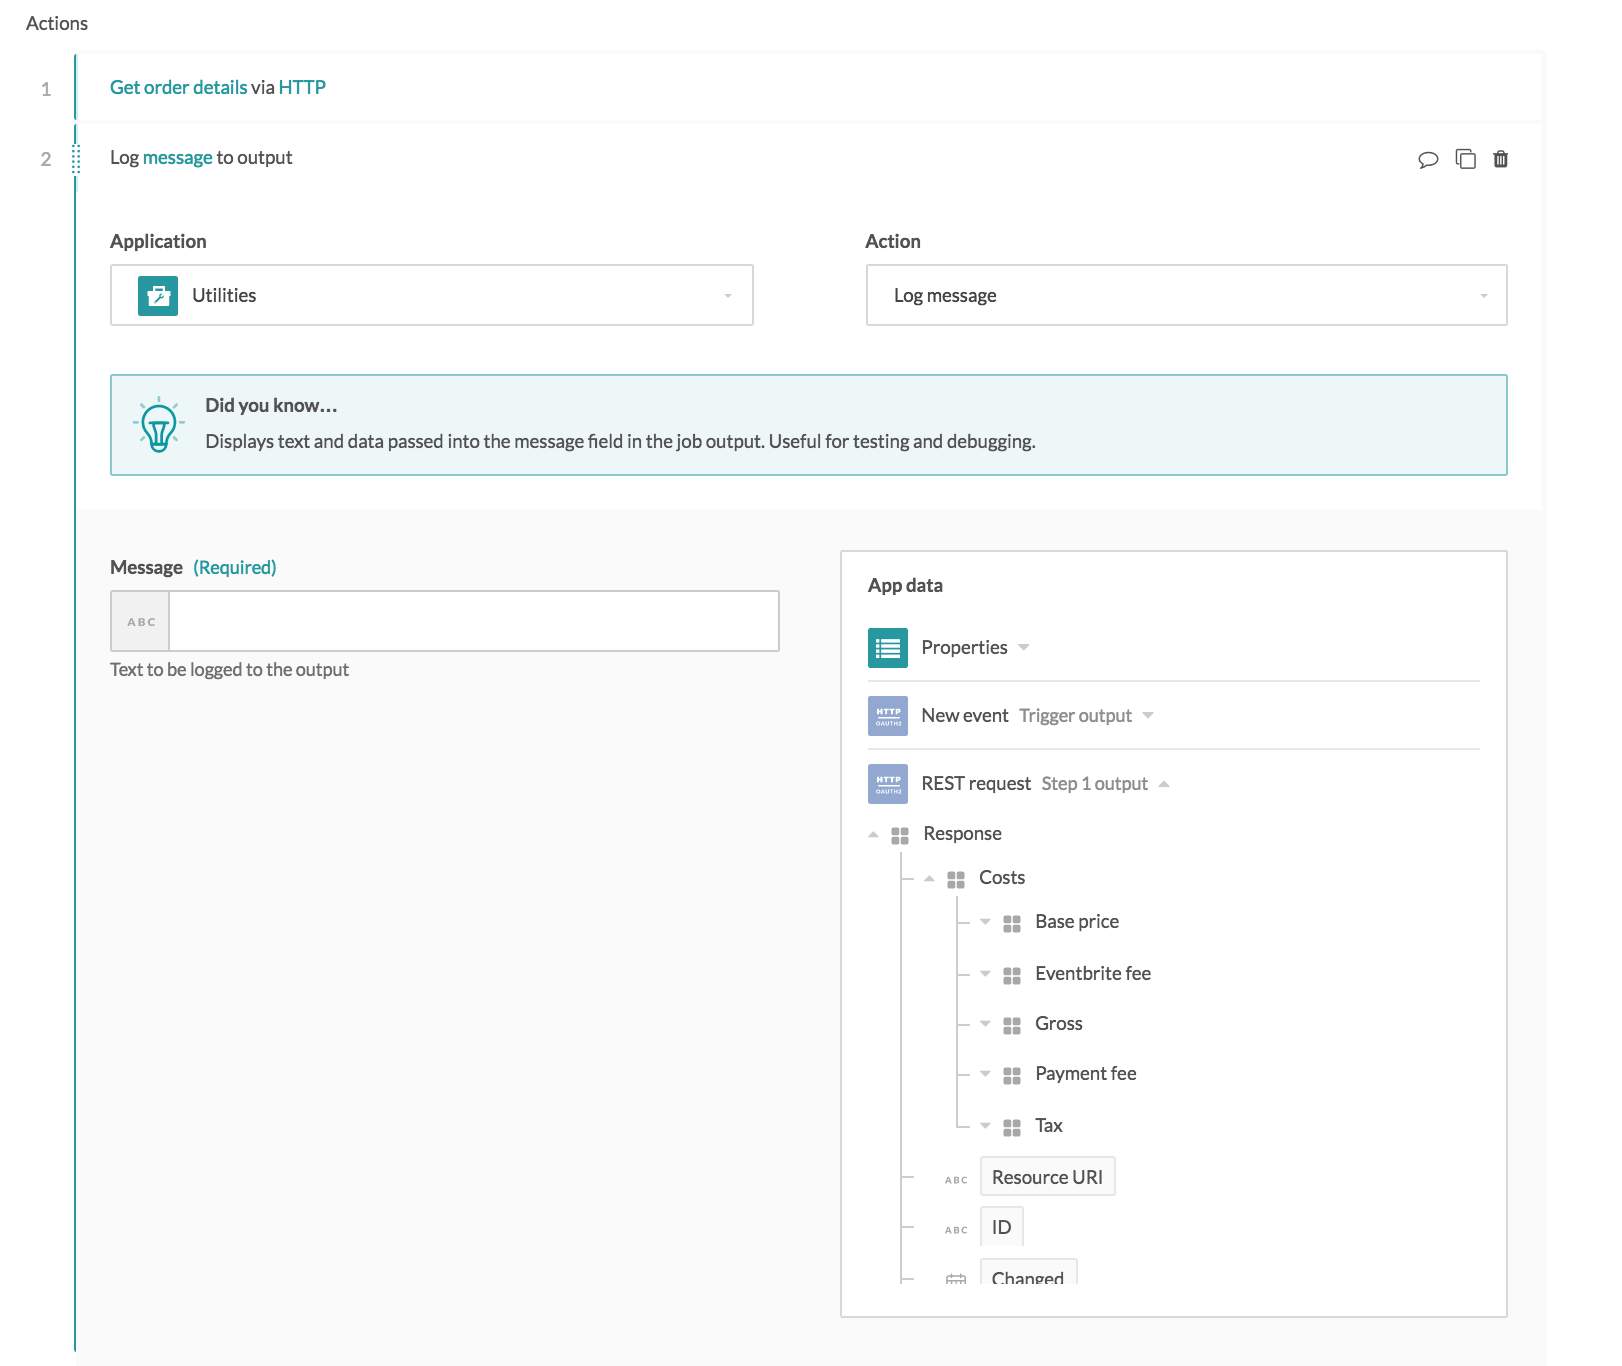 Actions
1
Get order details via HTTP
2
Log message to output
Application
Action
Utilities
Log message
Did you know...
Displays text and data passed into the message field in the job output. Useful for testing and debugging.
Message (Required)
ABC
Text to be logged to the output
App data
Properties
HTTP
OAUTH2
New event Trigger output
HTTP
OAUTH2
REST request Step 1 output
Response
Costs
Base price
Eventbrite fee
Gross
Payment fee
Tax
ABC Resource URI
ABC ID
Changed